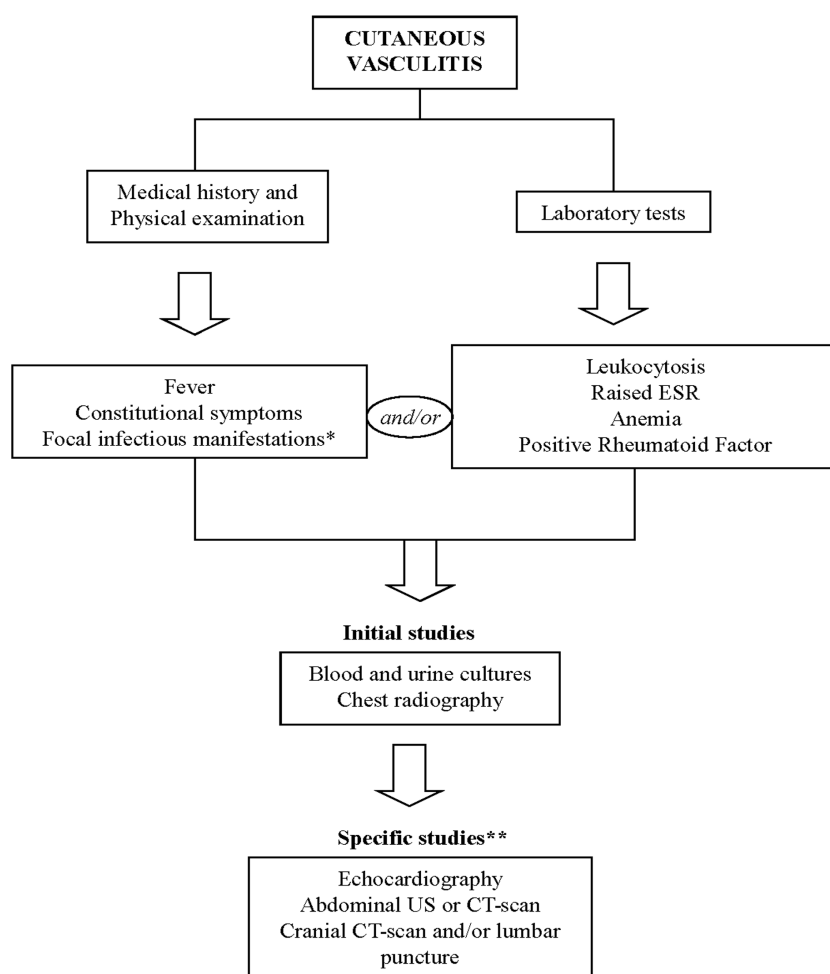 CUTANEOUS
VASCULITIS
Medical history and
Physical examination
Laboratory tests
Fever
Constitutional symptoms
Focal infectious manifestations*
and/or
Leukocytosis
Raised ESR
Anemia
Positive Rheumatoid Factor
Initial studies
Blood and urine cultures
Chest radiography
Specific studies**
Echocardiography
Abdominal US or CT-scan
Cranial CT-scan and/or lumbar
puncture